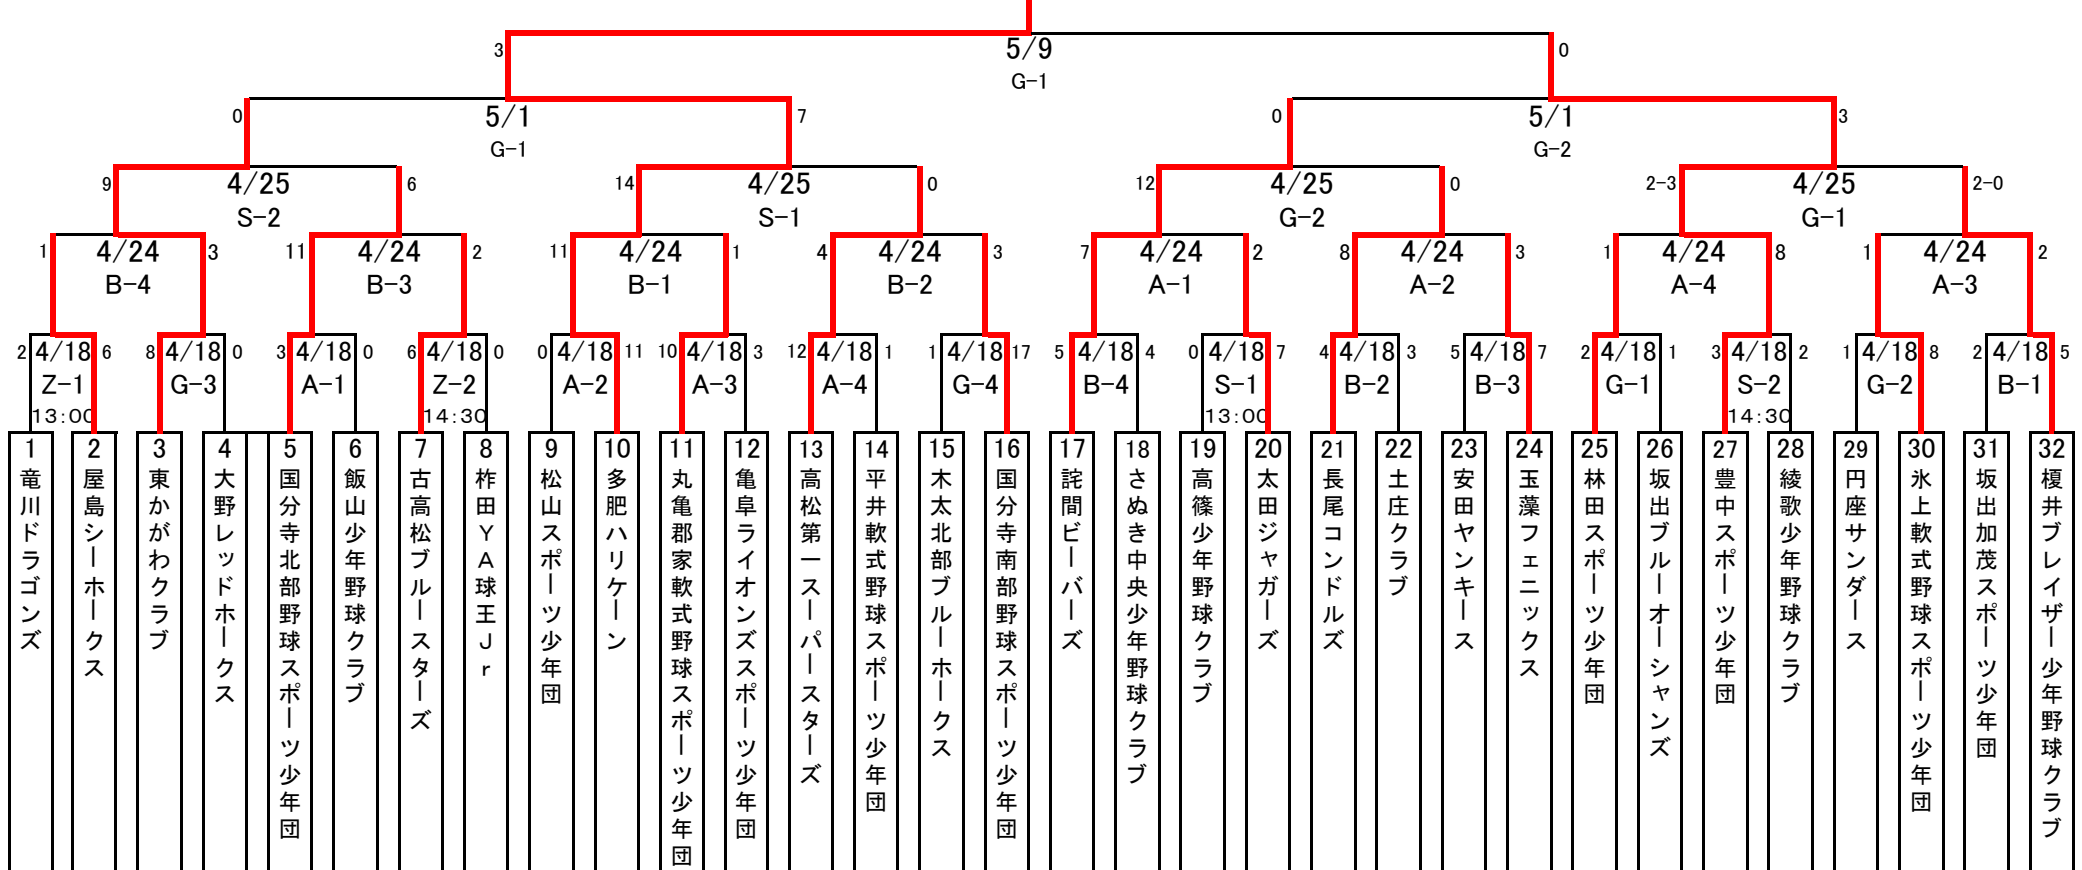 3 5/9 0
G-1
0 5/1 7 0 5/1 3
G-1 G-2
9 4/25 6 14 4/25 0 12 4/25 0 2-3 4/25 2-0
S-2 S-1 G-2 G-1
1 4/24 3 11 4/24 2 11 4/24 1 4 4/24 3 7 4/24 2 8 4/24 3 1 4/24 8 1 4/24 2
B-4 B-3 B-1 B-2 A-1 A-2 A-4 A-3
2 4/18 6 8 4/18 0 3 4/18 0 6 4/18 0 0 4/18 11 10 4/18 3 12 4/18 1 1 4/18 17 5 4/18 4 0 4/18 7 4 4/18 3 5 4/18 7 2 4/18 1 3 4/18 2 1 4/18 8 2 4/18 5
Z-1 G-3 A-1 Z-2 A-2 A-3 A-4 G-4 B-4 S-1 B-2 B-3 G-1 S-2 G-2 B-1
13:00 14:30 13:00 14:30
1 竜川ドラゴンズ
2 屋島シーホークス
3 東かがわクラブ
4 大野レッドホークス
5 国分寺北部野球スポーツ少年団
6 飯山少年野球クラブ
7 古高松ブルースターズ
8 柞田ＹＡ球王Ｊｒ
9 松山スポーツ少年団
10 多肥ハリケーン
11 丸亀郡家軟式野球スポーツ少年団
12 亀阜ライオンズスポーツ少年団
13 高松第一スーパースターズ
14 平井軟式野球スポーツ少年団
15 木太北部ブルーホークス
16 国分寺南部野球スポーツ少年団
17 詫間ビーバーズ
18 さぬき中央少年野球クラブ
19 高篠少年野球クラブ
20 太田ジャガーズ
21 長尾コンドルズ
22 土庄クラブ
23 安田ヤンキース
24 玉藻フェニックス
25 林田スポーツ少年団
26 坂出ブルーオーシャンズ
27 豊中スポーツ少年団
28 綾歌少年野球クラブ
29 円座サンダース
30 氷上軟式野球スポーツ少年団
31 坂出加茂スポーツ少年団
32 榎井ブレイザー少年野球クラブ